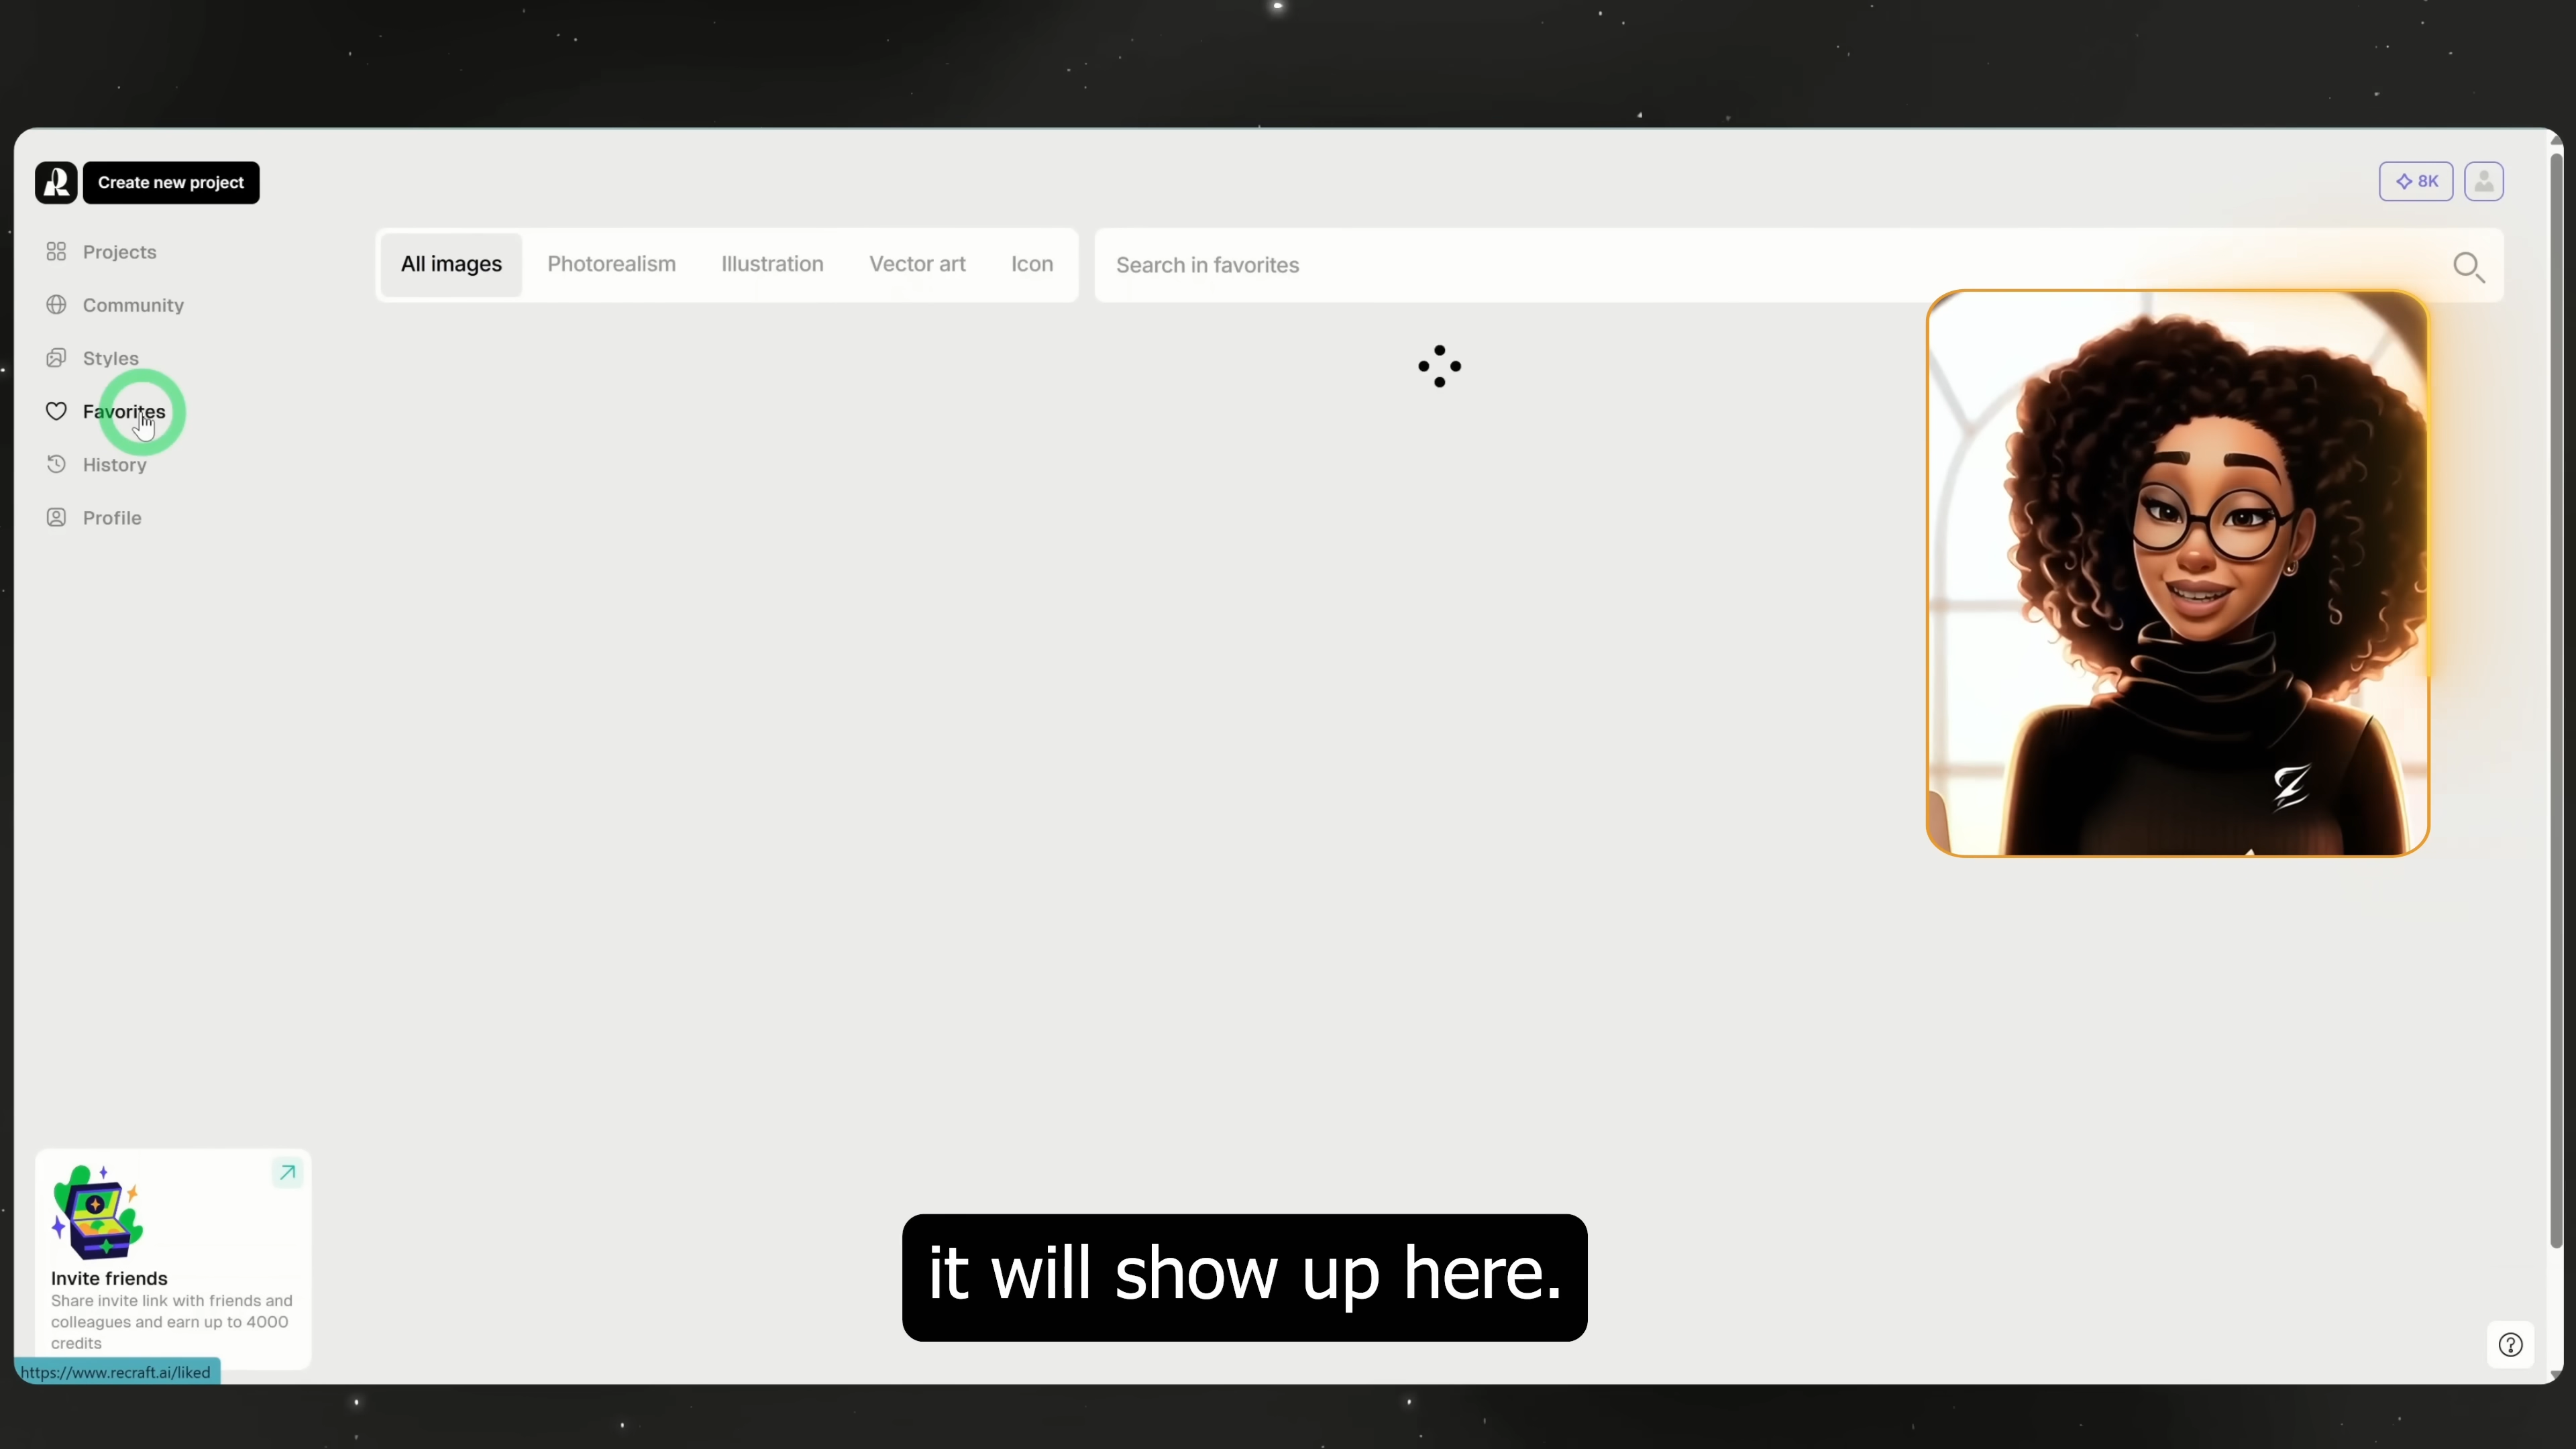 Create new project
8K
Projects
Community
Styles
Favorites
History
Profile
All images
Photorealism
Illustration
Vector art
Icon
Search in favorites
Invite friends
Share invite link with friends and
colleagues and earn up to 4000
credits
https://www.recraft.ai/liked
it will show up here.